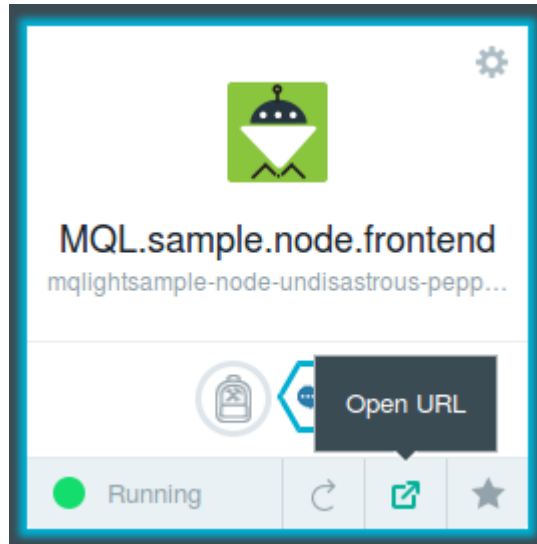 MQL.sample.node.frontend
mqlightsample-node-undisastrous-pepp...
Open URL
Running